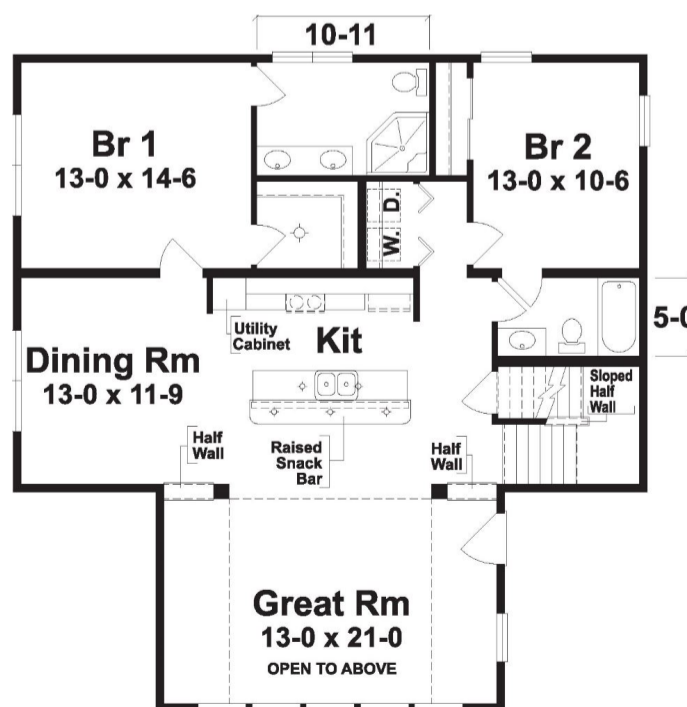 10-11
Br 1
13-0 x 14-6
Br 2
13-0 x 10-6
D.
W.
Utility
Cabinet
Kit
5-0
Dining Rm
13-0 x 11-9
Sloped
Half
Wall
Half
Wall
Raised
Snack
Bar
Half
Wall
Great Rm
13-0 x 21-0
OPEN TO ABOVE